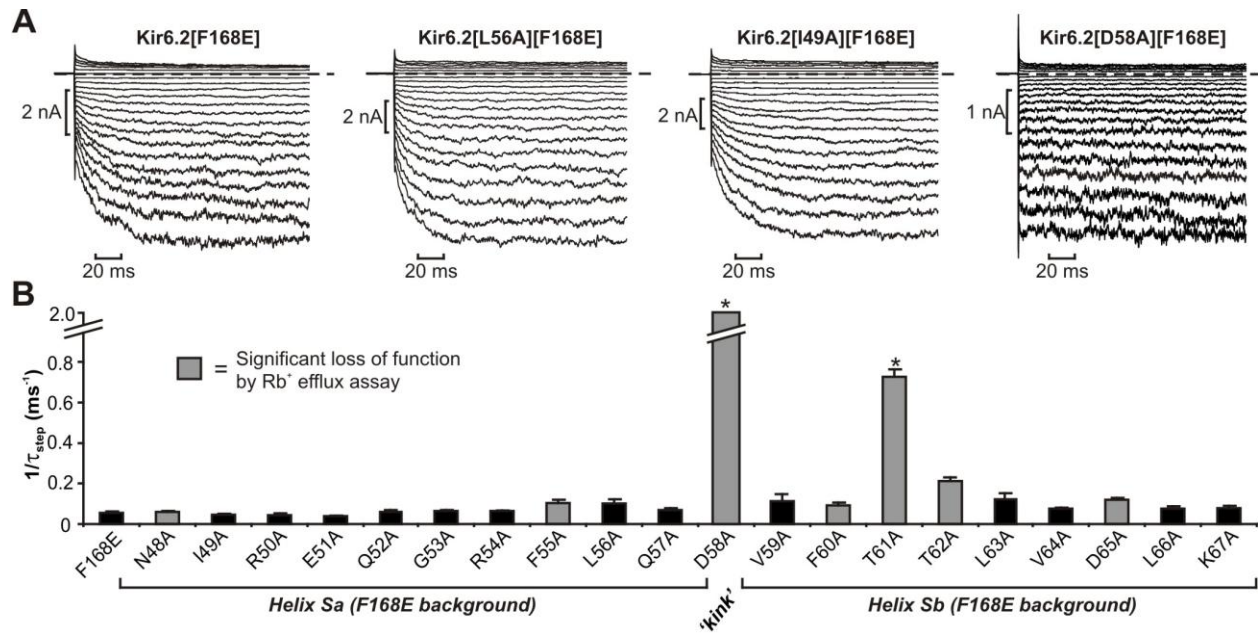 A
Kir6.2[F168E] Kir6.2[L56A][F168E] Kir6.2[I49A][F168E] Kir6.2[D58A][F168E]
2 nA 2 nA 2 nA 1 nA
20 ms 20 ms 20 ms 20 ms
B
1/τstep (ms⁻¹)
2.0
0.8
0.6
0.4
0.2
0
= Significant loss of function
by Rb⁺ efflux assay
* *
F168E N48A I49A R50A E51A Q52A G53A R54A F55A L56A Q57A D58A V59A F60A T61A T62A L63A V64A D65A L66A K67A
Helix Sa (F168E background) 'kink' Helix Sb (F168E background)